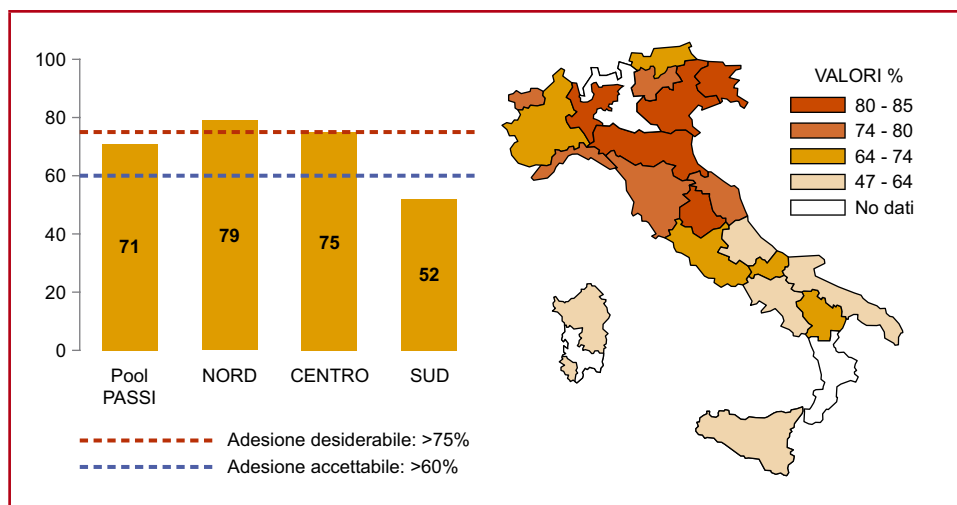 100
80
60
40
20
0
71
79
75
52
Pool
PASSI
NORD
CENTRO
SUD
Adesione desiderabile: >75%
Adesione accettabile: >60%
VALORI %
80 - 85
74 - 80
64 - 74
47 - 64
No dati